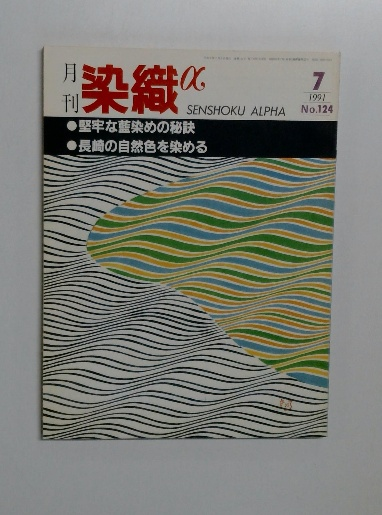 月刊 染織α
SENSHOKU ALPHA
7
1991
No.124
●堅牢な藍染めの秘訣
●長崎の自然色を染める